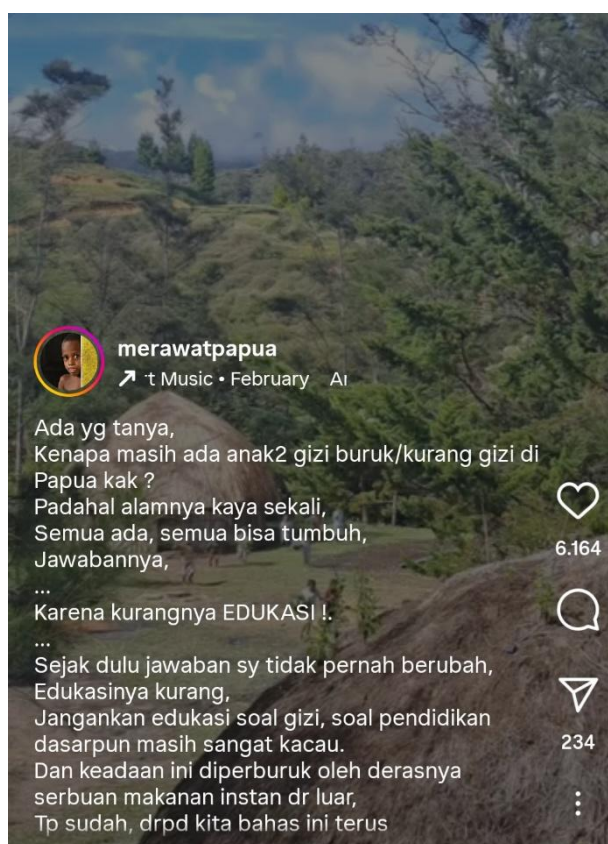 merawatpapua
t Music • February Ar
Ada yg tanya,
Kenapa masih ada anak2 gizi buruk/kurang gizi di
Papua kak ?
Padahal alamnya kaya sekali,
Semua ada, semua bisa tumbuh,
Jawabannya,
...
Karena kurangnya EDUKASI !.
...
Sejak dulu jawaban sy tidak pernah berubah,
Edukasinya kurang,
Jangankan edukasi soal gizi, soal pendidikan
dasarpun masih sangat kacau.
Dan keadaan ini diperburuk oleh derasnya
serbuan makanan instan dr luar,
Tp sudah, drpd kita bahas ini terus
6.164
234